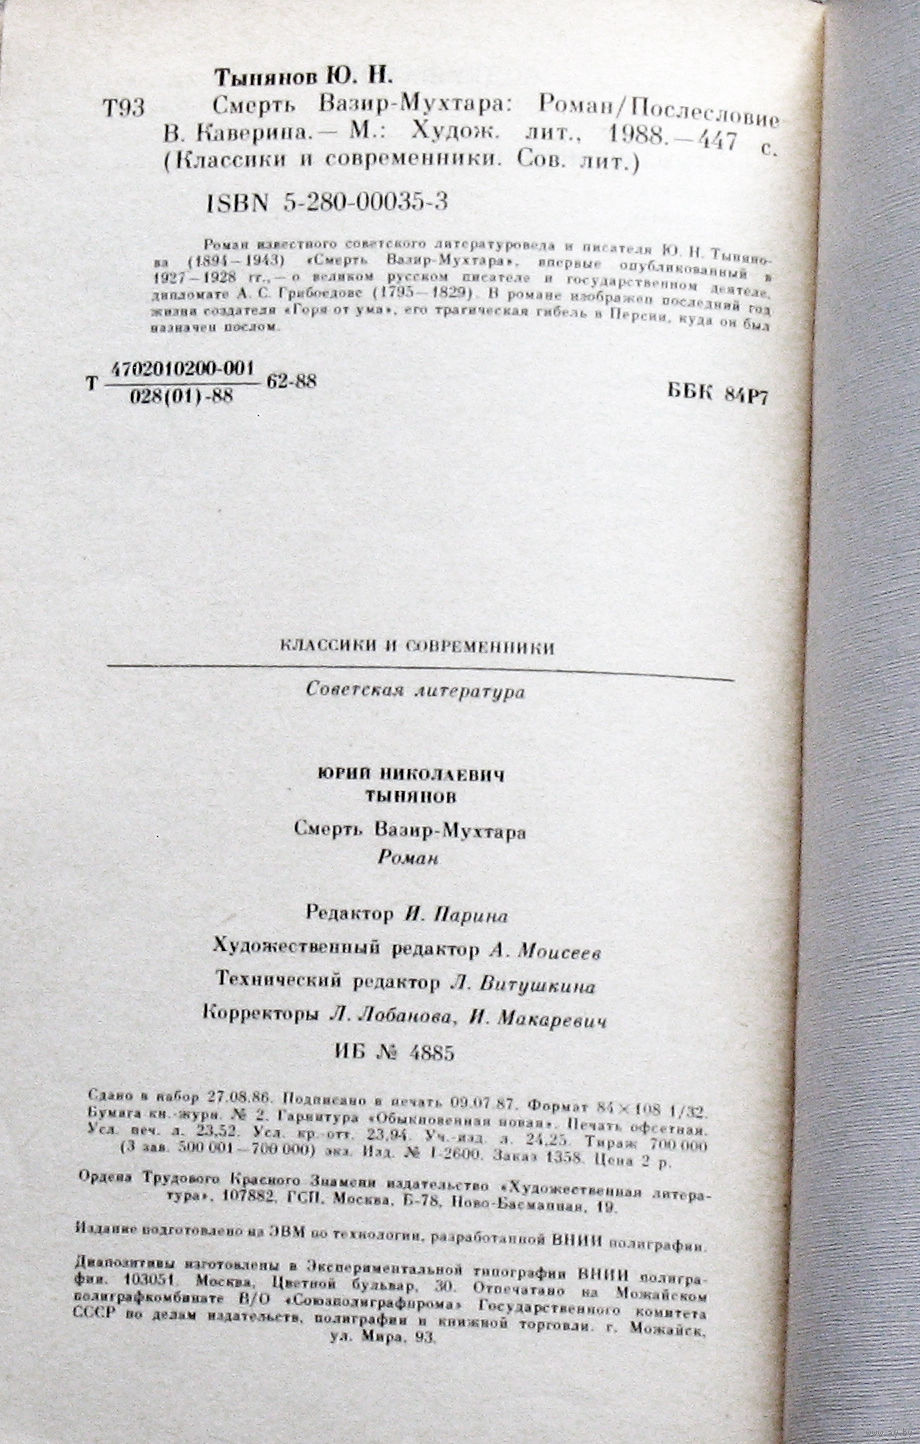 Тынянов Ю. Н.
Т93 Смерть Вазир-Мухтара: Роман/Послесловие
В. Каверина.— М.: Худож. лит., 1988.—447 с.
(Классики и современники. Сов. лит.)
ISBN 5-280-00035-3
Роман известного советского литературоведа и писателя Ю. Н. Тыняно-
ва (1894—1943) «Смерть Вазир-Мухтара», впервые опубликованный в
1927—1928 гг.,—о великом русском писателе и государственном деятеле,
дипломате А. С. Грибоедове (1795—1829). В романе изображен последний год
жизни создателя «Горя от ума», его трагическая гибель в Персии, куда он был
назначен послом.
Т 4702010200-001 62-88
028(01)-88
ББК 84Р7
КЛАССИКИ И СОВРЕМЕННИКИ
Советская литература
ЮРИЙ НИКОЛАЕВИЧ
ТЫНЯНОВ
Смерть Вазир-Мухтара
Роман
Редактор И. Парина
Художественный редактор А. Моисеев
Технический редактор Л. Витушкина
Корректоры Л. Лобанова, И. Макаревич
ИБ № 4885
Сдано в набор 27.08.86. Подписано в печать 09.07.87. Формат 84×108 1/32.
Бумага кн.-журн. № 2. Гарнитура «Обыкновенная новая». Печать офсетная.
Усл. печ. л. 23,52. Усл. кр.-отт. 23,94. Уч.-изд. л. 24,25. Тираж 700 000
(3 зав. 500 001—700 000) экз. Изд. № I-2600. Заказ 1358. Цена 2 р.
Ордена Трудового Красного Знамени издательство «Художественная литера-
тура», 107882, ГСП, Москва, Б-78, Ново-Басманная, 19.
Издание подготовлено на ЭВМ по технологии, разработанной ВНИИ полиграфии.
Диапозитивы изготовлены в Экспериментальной типографии ВНИИ полигра-
фии. 103051. Москва, Цветной бульвар, 30. Отпечатано на Можайском
полиграфкомбинате В/О «Союзполиграфпрома» Государственного комитета
СССР по делам издательств, полиграфии и книжной торговли. г. Можайск,
ул. Мира, 93.